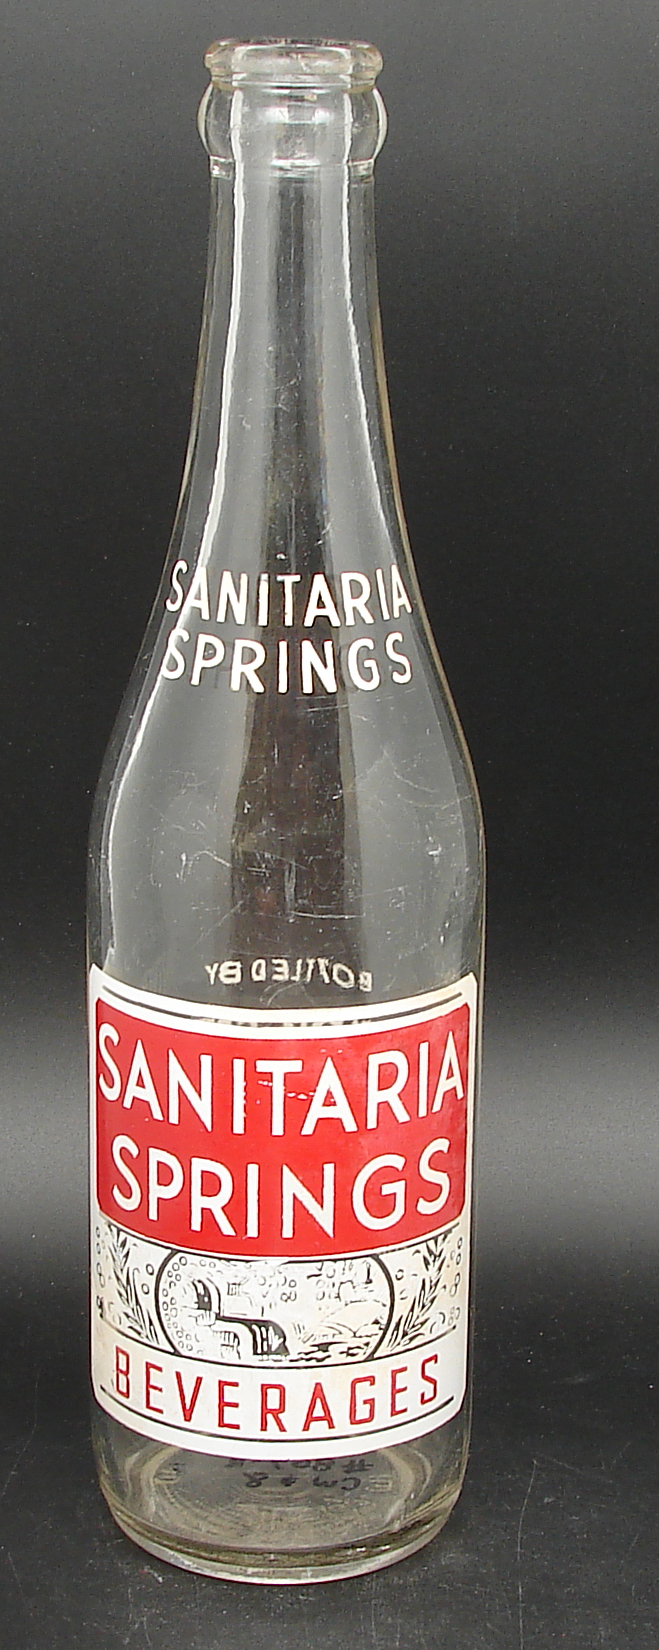 SANITARIA
SPRINGS
BOTTLED BY
SANITARIA
SPRINGS
BEVERAGES